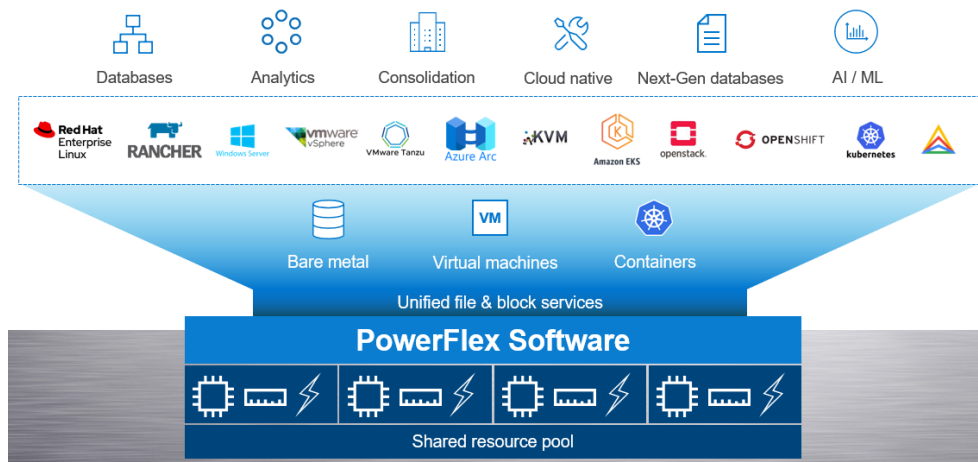 Databases
Analytics
Consolidation
Cloud native
Next-Gen databases
AI / ML
Red Hat
Enterprise
Linux
RANCHER
Windows Server
vmware
vSphere
VMware Tanzu
Azure Arc
KVM
Amazon EKS
openstack.
OPENSHIFT
kubernetes
VM
Bare metal
Virtual machines
Containers
Unified file & block services
PowerFlex Software
Shared resource pool